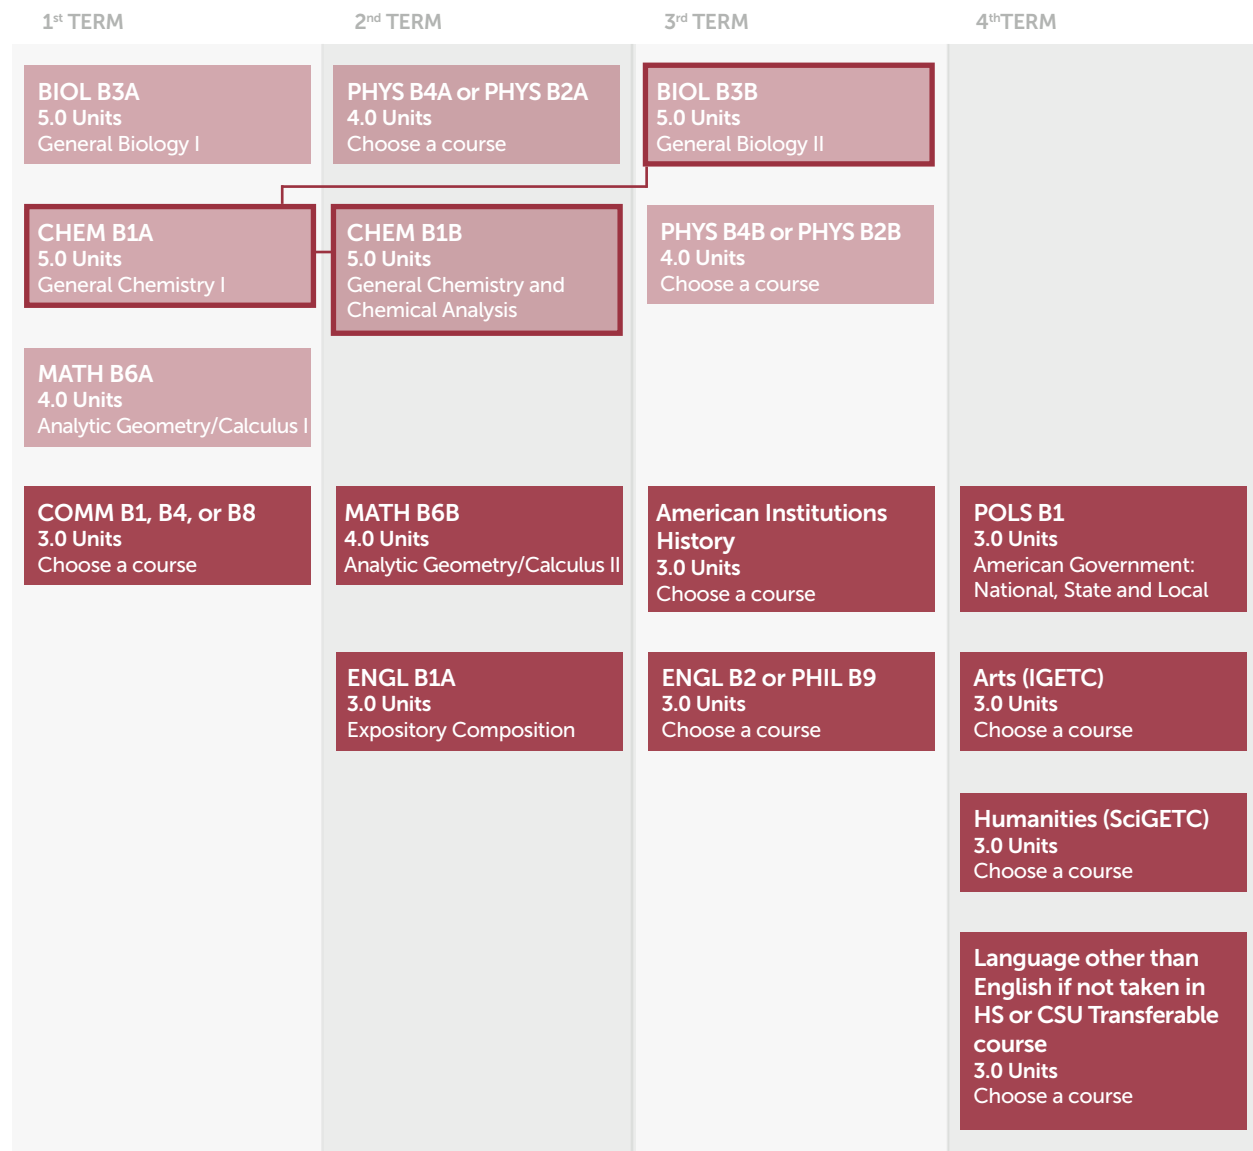 1st TERM
2nd TERM
3rd TERM
4thTERM
BIOL B3A
5.0 Units
General Biology I
CHEM B1A
5.0 Units
General Chemistry I
MATH B6A
4.0 Units
Analytic Geometry/Calculus I
COMM B1, B4, or B8
3.0 Units
Choose a course
PHYS B4A or PHYS B2A
4.0 Units
Choose a course
CHEM B1B
5.0 Units
General Chemistry and
Chemical Analysis
MATH B6B
4.0 Units
Analytic Geometry/Calculus II
ENGL B1A
3.0 Units
Expository Composition
BIOL B3B
5.0 Units
General Biology II
PHYS B4B or PHYS B2B
4.0 Units
Choose a course
American Institutions
History
3.0 Units
Choose a course
ENGL B2 or PHIL B9
3.0 Units
Choose a course
POLS B1
3.0 Units
American Government:
National, State and Local
Arts (IGETC)
3.0 Units
Choose a course
Humanities (SciGETC)
3.0 Units
Choose a course
Language other than
English if not taken in
HS or CSU Transferable
course
3.0 Units
Choose a course